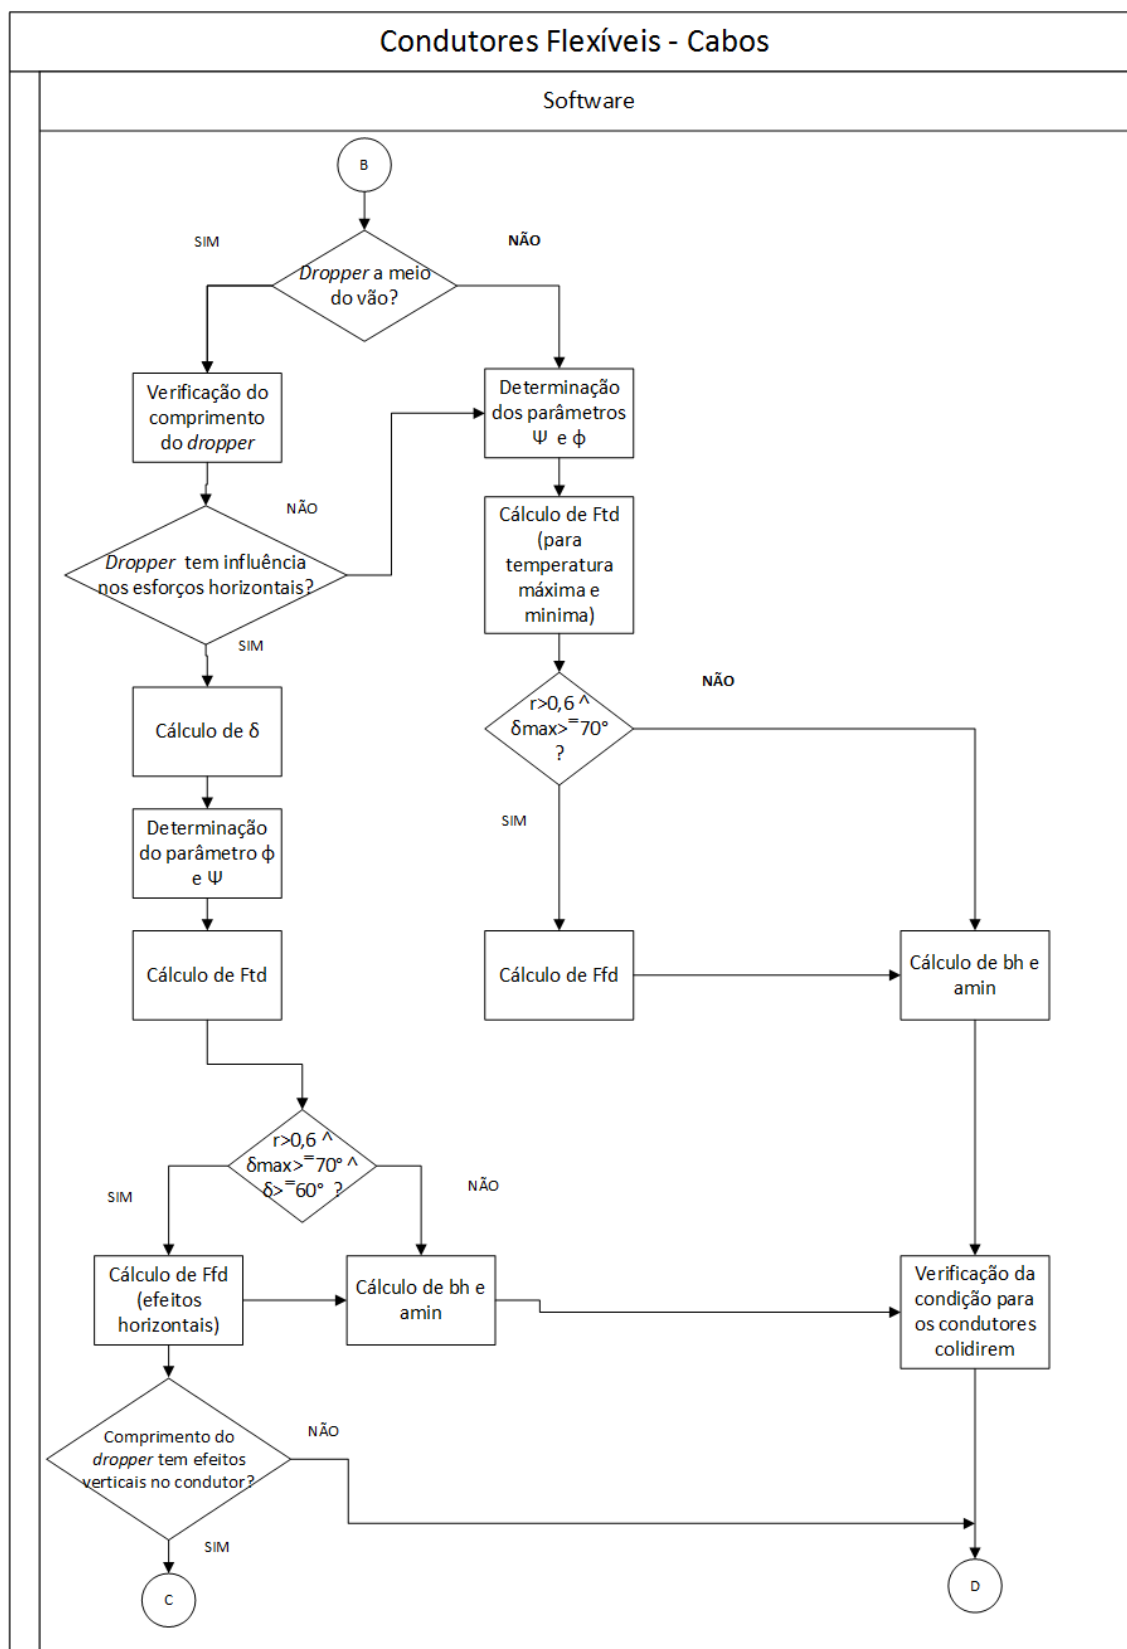 Condutores Flexíveis - Cabos
Software
B
SIM
NÃO
Dropper a meio
do vão?
Verificação do
comprimento
do dropper
Determinação
dos parâmetros
Ψ e ϕ
NÃO
Dropper tem influência
nos esforços horizontais?
Cálculo de Ftd
(para
temperatura
máxima e
minima)
SIM
NÃO
r>0,6 ^
δmax>=70°
?
Cálculo de δ
SIM
Determinação
do parâmetro ϕ
e Ψ
Cálculo de Ftd
Cálculo de Ffd
Cálculo de bh e
amin
r>0,6 ^
δmax>=70° ^
δ>=60° ?
SIM
NÃO
Cálculo de Ffd
(efeitos
horizontais)
Cálculo de bh e
amin
Verificação da
condição para
os condutores
colidirem
Comprimento do
dropper tem efeitos
verticais no condutor?
NÃO
SIM
C
D